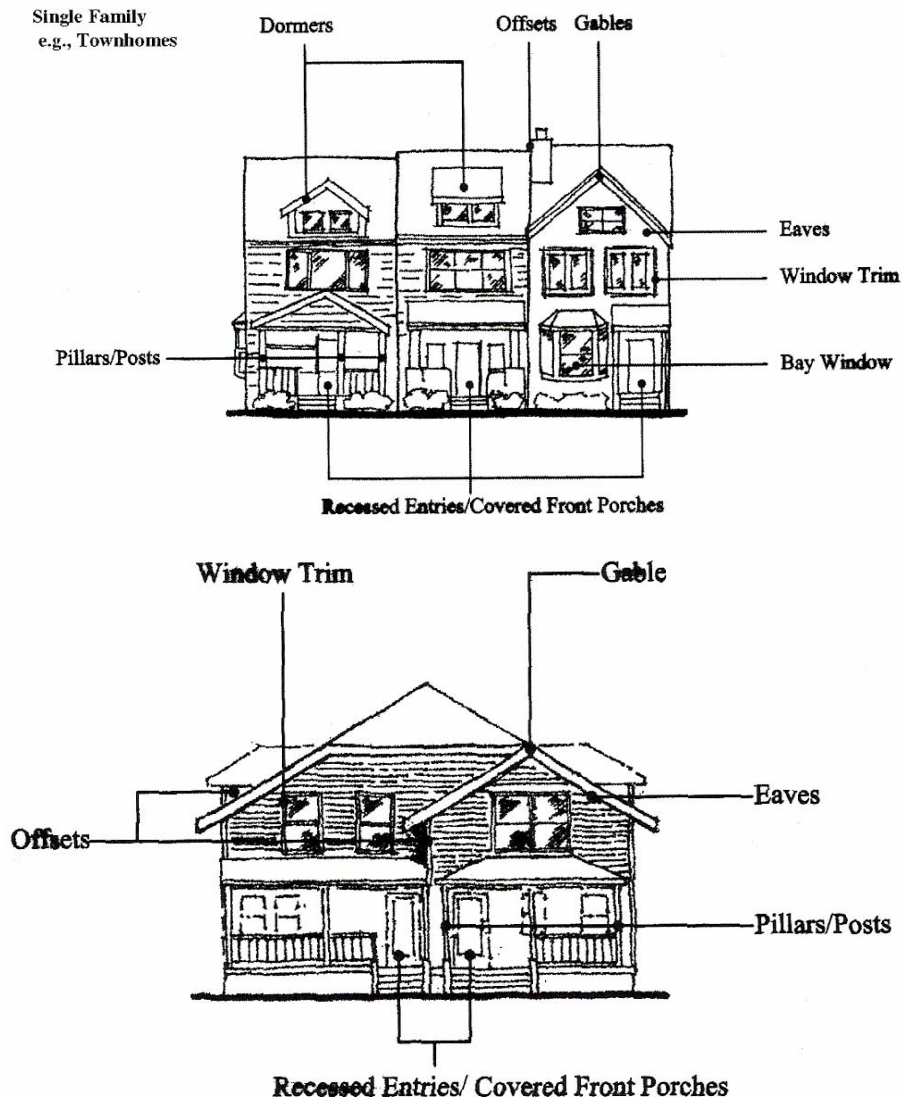 Single Family
e.g., Townhomes
Dormers
Offsets Gables
Eaves
Window Trim
Pillars/Posts
Bay Window
Recessed Entries/Covered Front Porches
Window Trim
Gable
Eaves
Offsets
Pillars/Posts
Recessed Entries/ Covered Front Porches